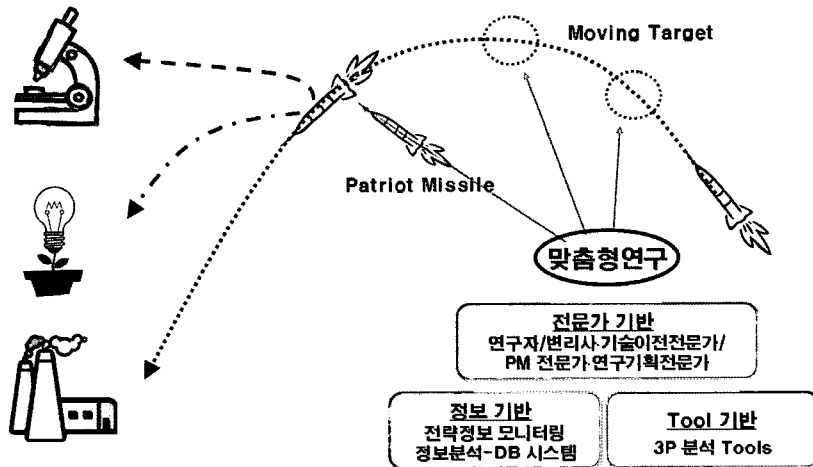 Moving Target
Patriot Missile
맞춤형연구
전문가 기반
연구자/변리사·기술이전전문가/
PM 전문가·연구기획전문가
정보 기반
전략정보 모니터링
정보분석-DB 시스템
Tool 기반
3P 분석 Tools